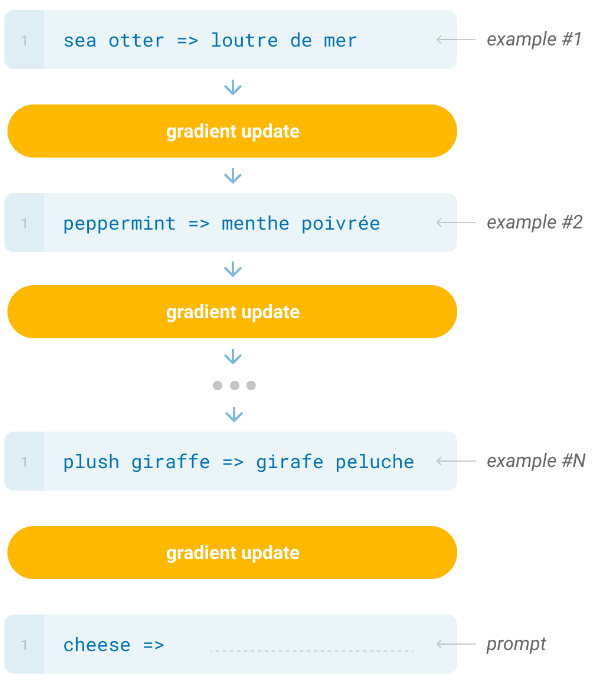 1 sea otter => loutre de mer example #1
gradient update
1 peppermint => menthe poivrée example #2
gradient update
1 plush giraffe => girafe peluche example #N
gradient update
1 cheese => prompt